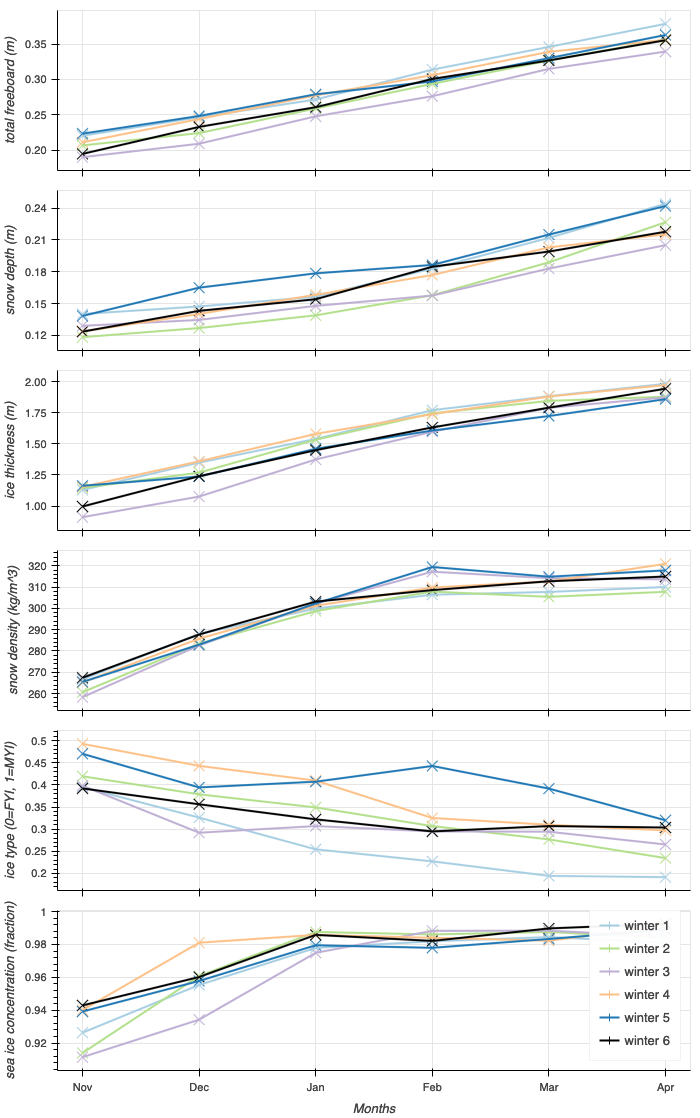 total freeboard (m)
0.35
0.30
0.25
0.20
snow depth (m)
0.24
0.21
0.18
0.15
0.12
ice thickness (m)
2.00
1.75
1.50
1.25
1.00
snow density (kg/m^3)
320
310
300
290
280
270
260
ice type (0=FYI, 1=MYI)
0.5
0.45
0.4
0.35
0.3
0.25
0.2
sea ice concentration (fraction)
1
0.98
0.96
0.94
0.92
winter 1
winter 2
winter 3
winter 4
winter 5
winter 6
Nov Dec Jan Feb Mar Apr
Months